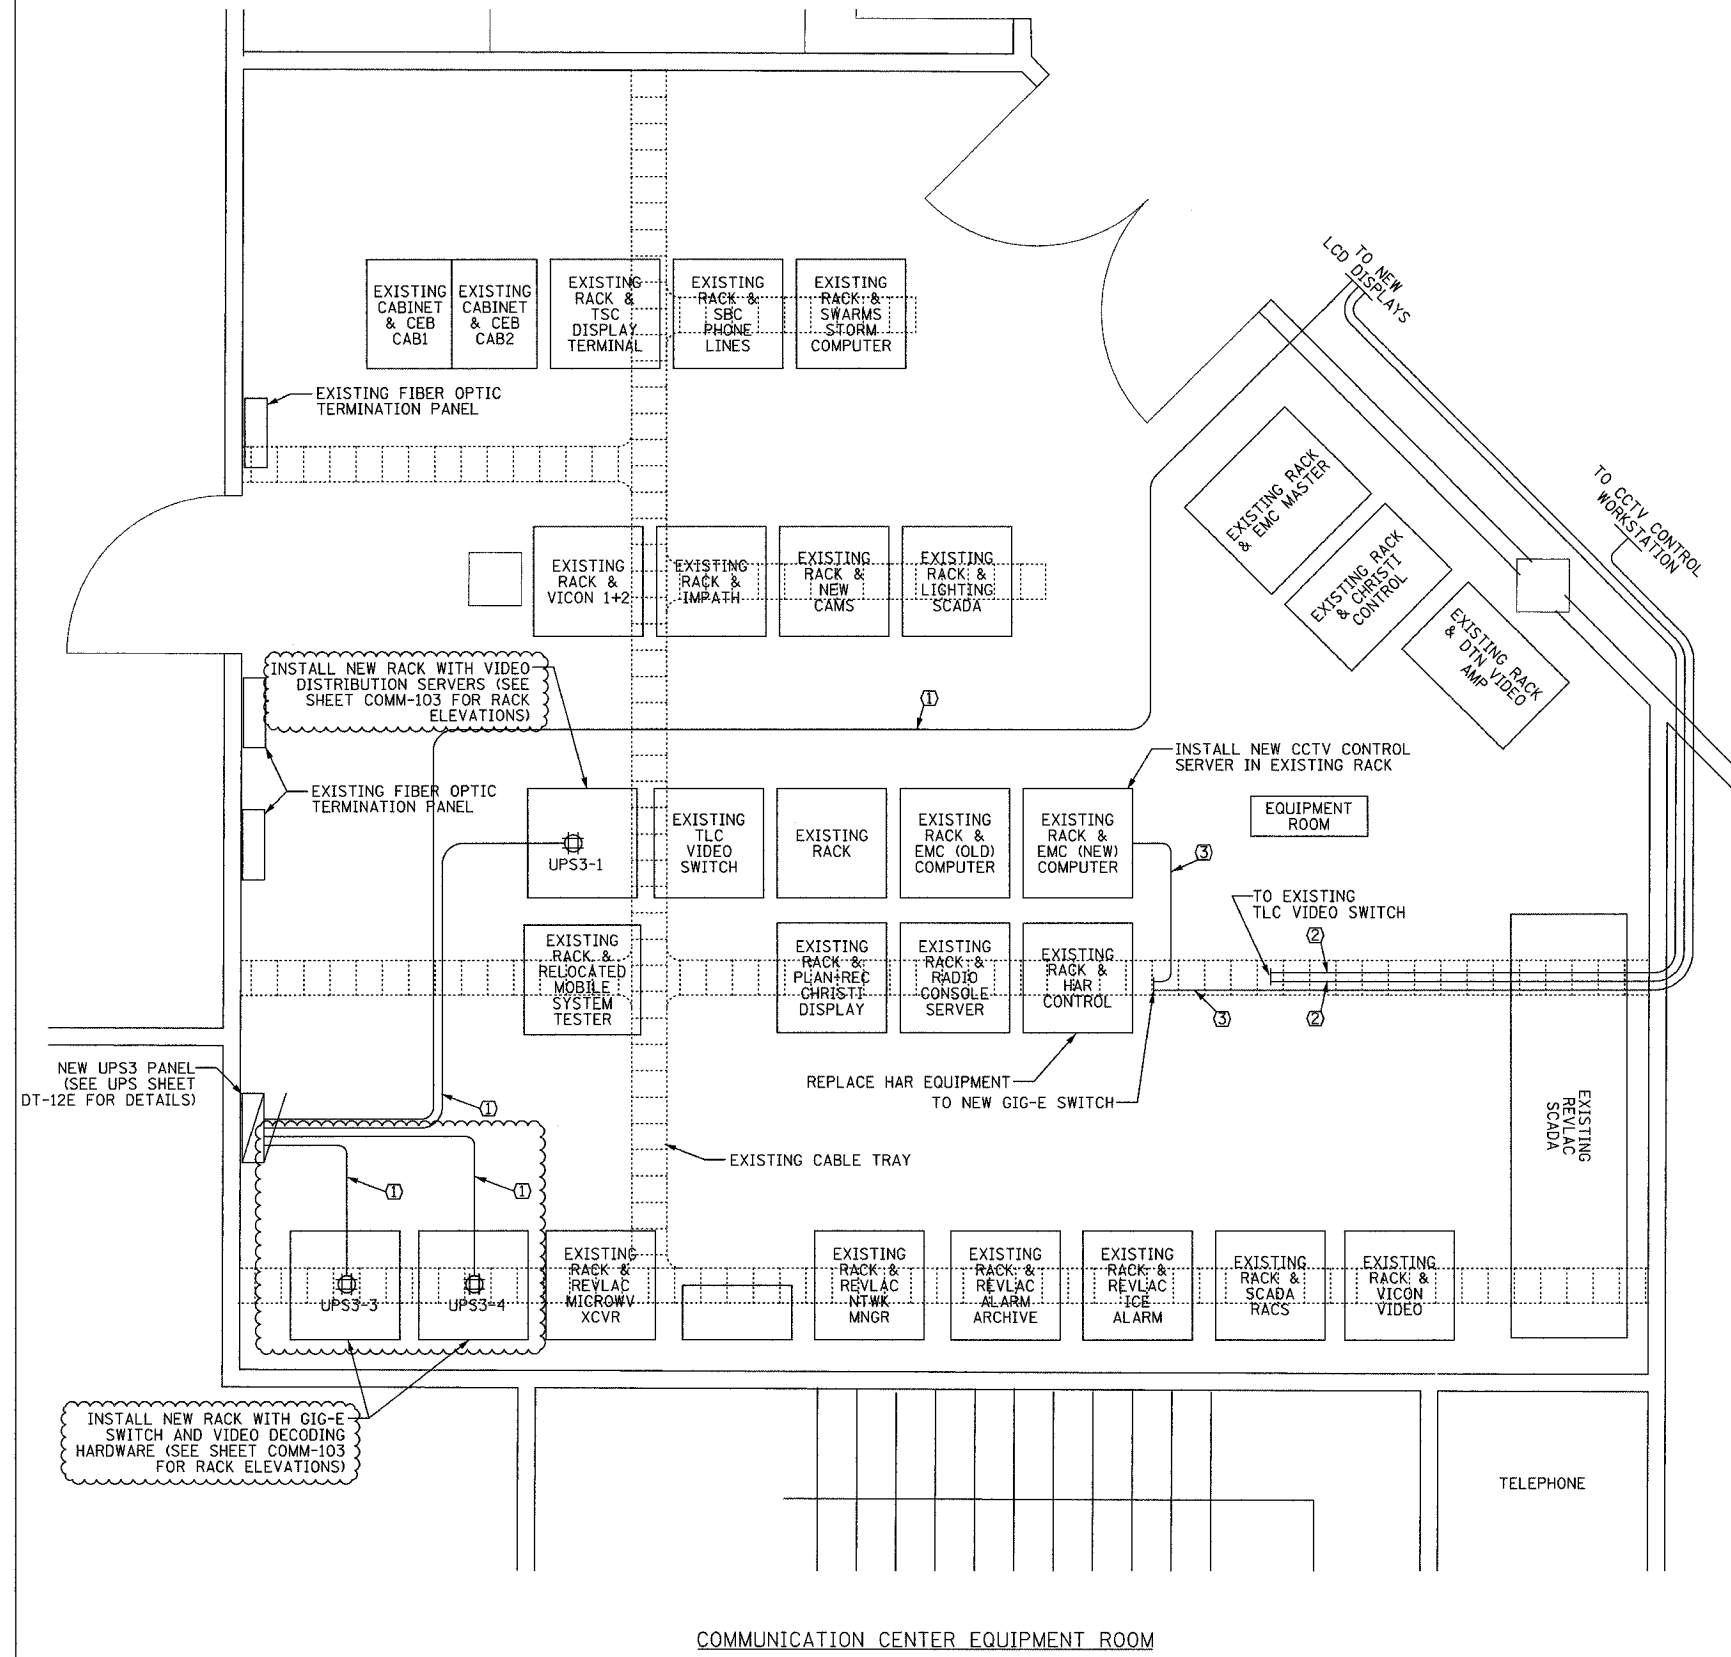 TO NEW
LCD DISPLAYS
EXISTING
CABINET
& CEB
CAB1
EXISTING
CABINET
& CEB
CAB2
EXISTING
RACK &
TSC
DISPLAY
TERMINAL
EXISTING
RACK &
SBC
PHONE
LINES
EXISTING
RACK &
SWARMS
STORM
COMPUTER
EXISTING FIBER OPTIC
TERMINATION PANEL
EXISTING RACK
& EMC MASTER
TO CCTV CONTROL
WORKSTATION
EXISTING RACK
& CHRISTI
CONTROL
EXISTING RACK
& DTN VIDEO
AMP
EXISTING
RACK &
VICON 1+2
EXISTING
RACK &
IMPATH
EXISTING
RACK &
NEW
CAMS
EXISTING
RACK &
LIGHTING
SCADA
INSTALL NEW RACK WITH VIDEO
DISTRIBUTION SERVERS (SEE
SHEET COMM-103 FOR RACK
ELEVATIONS)
1
INSTALL NEW CCTV CONTROL
SERVER IN EXISTING RACK
EXISTING FIBER OPTIC
TERMINATION PANEL
UPS3-1
EXISTING
TLC
VIDEO
SWITCH
EXISTING
RACK
EXISTING
RACK &
EMC (OLD)
COMPUTER
EXISTING
RACK &
EMC (NEW)
COMPUTER
EQUIPMENT
ROOM
3
TO EXISTING
TLC VIDEO SWITCH
2
EXISTING
RACK &
RELOCATED
MOBILE
SYSTEM
TESTER
EXISTING
RACK &
PLAN+REC
CHRISTI
DISPLAY
EXISTING
RACK &
RADIO
CONSOLE
SERVER
EXISTING
RACK &
HAR
CONTROL
3
2
NEW UPS3 PANEL
(SEE UPS SHEET
DT-12E FOR DETAILS)
REPLACE HAR EQUIPMENT
TO NEW GIG-E SWITCH
1
EXISTING
REVLAC
SCADA
EXISTING CABLE TRAY
1
1
UPS3-3
UPS3-4
EXISTING
RACK &
REVLAC
MICROWV
XCVR
EXISTING
RACK &
REVLAC
NTWK
MNGR
EXISTING
RACK &
REVLAC
ALARM
ARCHIVE
EXISTING
RACK &
REVLAC
ICE
ALARM
EXISTING
RACK &
SCADA
RACS
EXISTING
RACK &
VICON
VIDEO
INSTALL NEW RACK WITH GIG-E
SWITCH AND VIDEO DECODING
HARDWARE (SEE SHEET COMM-103
FOR RACK ELEVATIONS)
TELEPHONE
COMMUNICATION CENTER EQUIPMENT ROOM